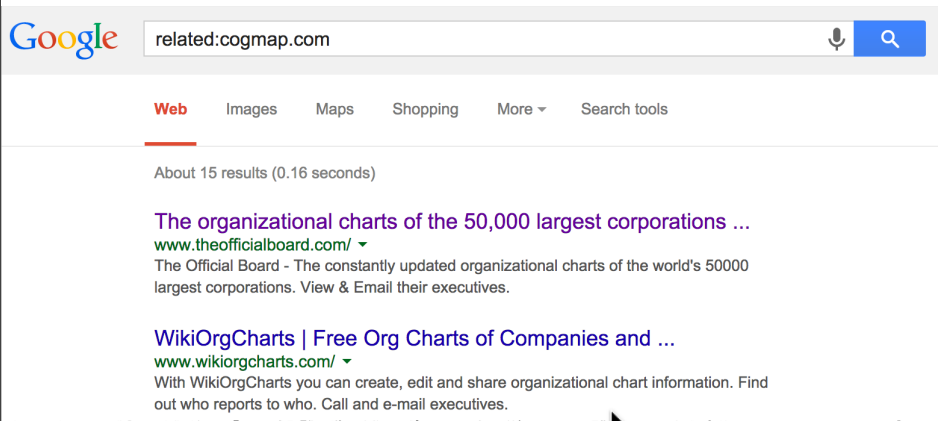 Google
related:cogmap.com
Web Images Maps Shopping More Search tools
About 15 results (0.16 seconds)
The organizational charts of the 50,000 largest corporations ...
www.theofficialboard.com/
The Official Board - The constantly updated organizational charts of the world's 50000
largest corporations. View & Email their executives.
WikiOrgCharts | Free Org Charts of Companies and ...
www.wikiorgcharts.com/
With WikiOrgCharts you can create, edit and share organizational chart information. Find
out who reports to who. Call and e-mail executives.